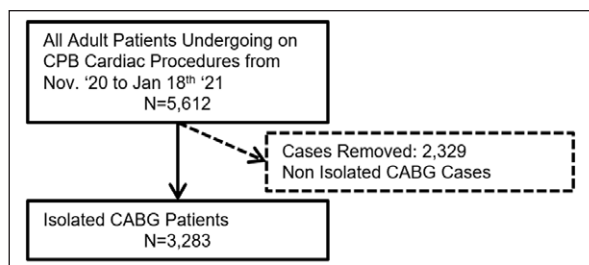 All Adult Patients Undergoing on
CPB Cardiac Procedures from
Nov. ‘20 to Jan 18th ‘21
N=5,612
Cases Removed: 2,329
Non Isolated CABG Cases
Isolated CABG Patients
N=3,283